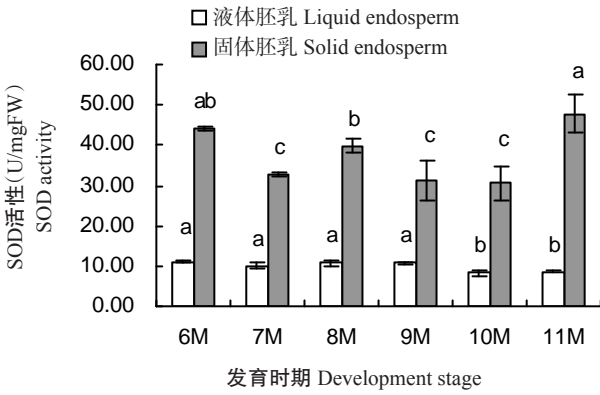 液体胚乳 Liquid endosperm
固体胚乳 Solid endosperm
SOD活性(U/mgFW)
SOD activity
60.00
50.00
40.00
30.00
20.00
10.00
0.00
a ab
a c
a b
a c
b c
b a
6M 7M 8M 9M 10M 11M
发育时期 Development stage